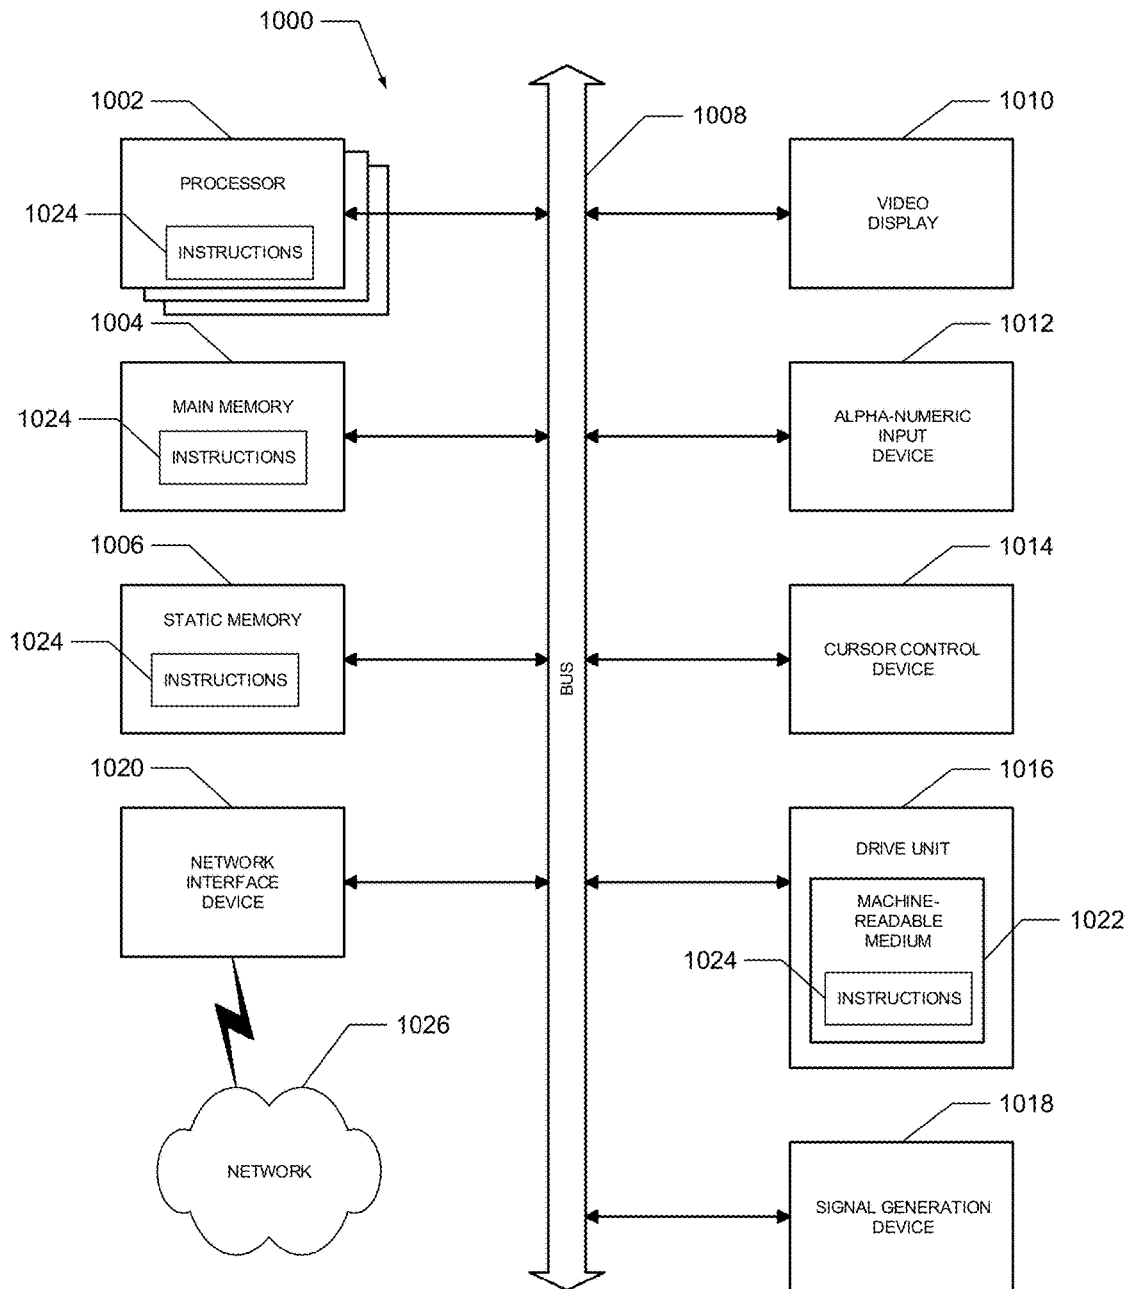 1000
1002
PROCESSOR
1024
INSTRUCTIONS
1004
MAIN MEMORY
1024
INSTRUCTIONS
1006
STATIC MEMORY
1024
INSTRUCTIONS
1020
NETWORK
INTERFACE
DEVICE
1026
NETWORK
1008
BUS
1010
VIDEO
DISPLAY
1012
ALPHA-NUMERIC
INPUT
DEVICE
1014
CURSOR CONTROL
DEVICE
1016
DRIVE UNIT
MACHINE-
READABLE
MEDIUM
1022
1024
INSTRUCTIONS
1018
SIGNAL GENERATION
DEVICE